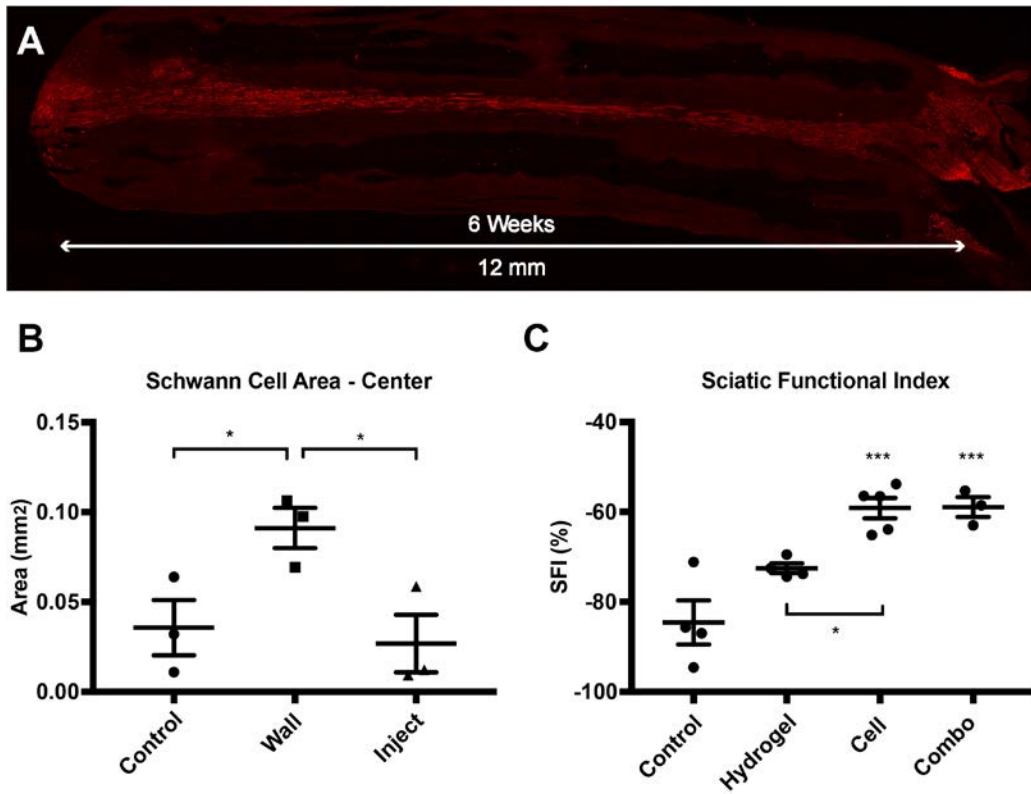 A
6 Weeks
12 mm
B
Schwann Cell Area - Center
0.15
0.10
0.05
0.00
Area (mm2)
* *
Control Wall Inject
C
Sciatic Functional Index
-40
-60
-80
-100
SFI (%)
*** ***
*
Control Hydrogel Cell Combo